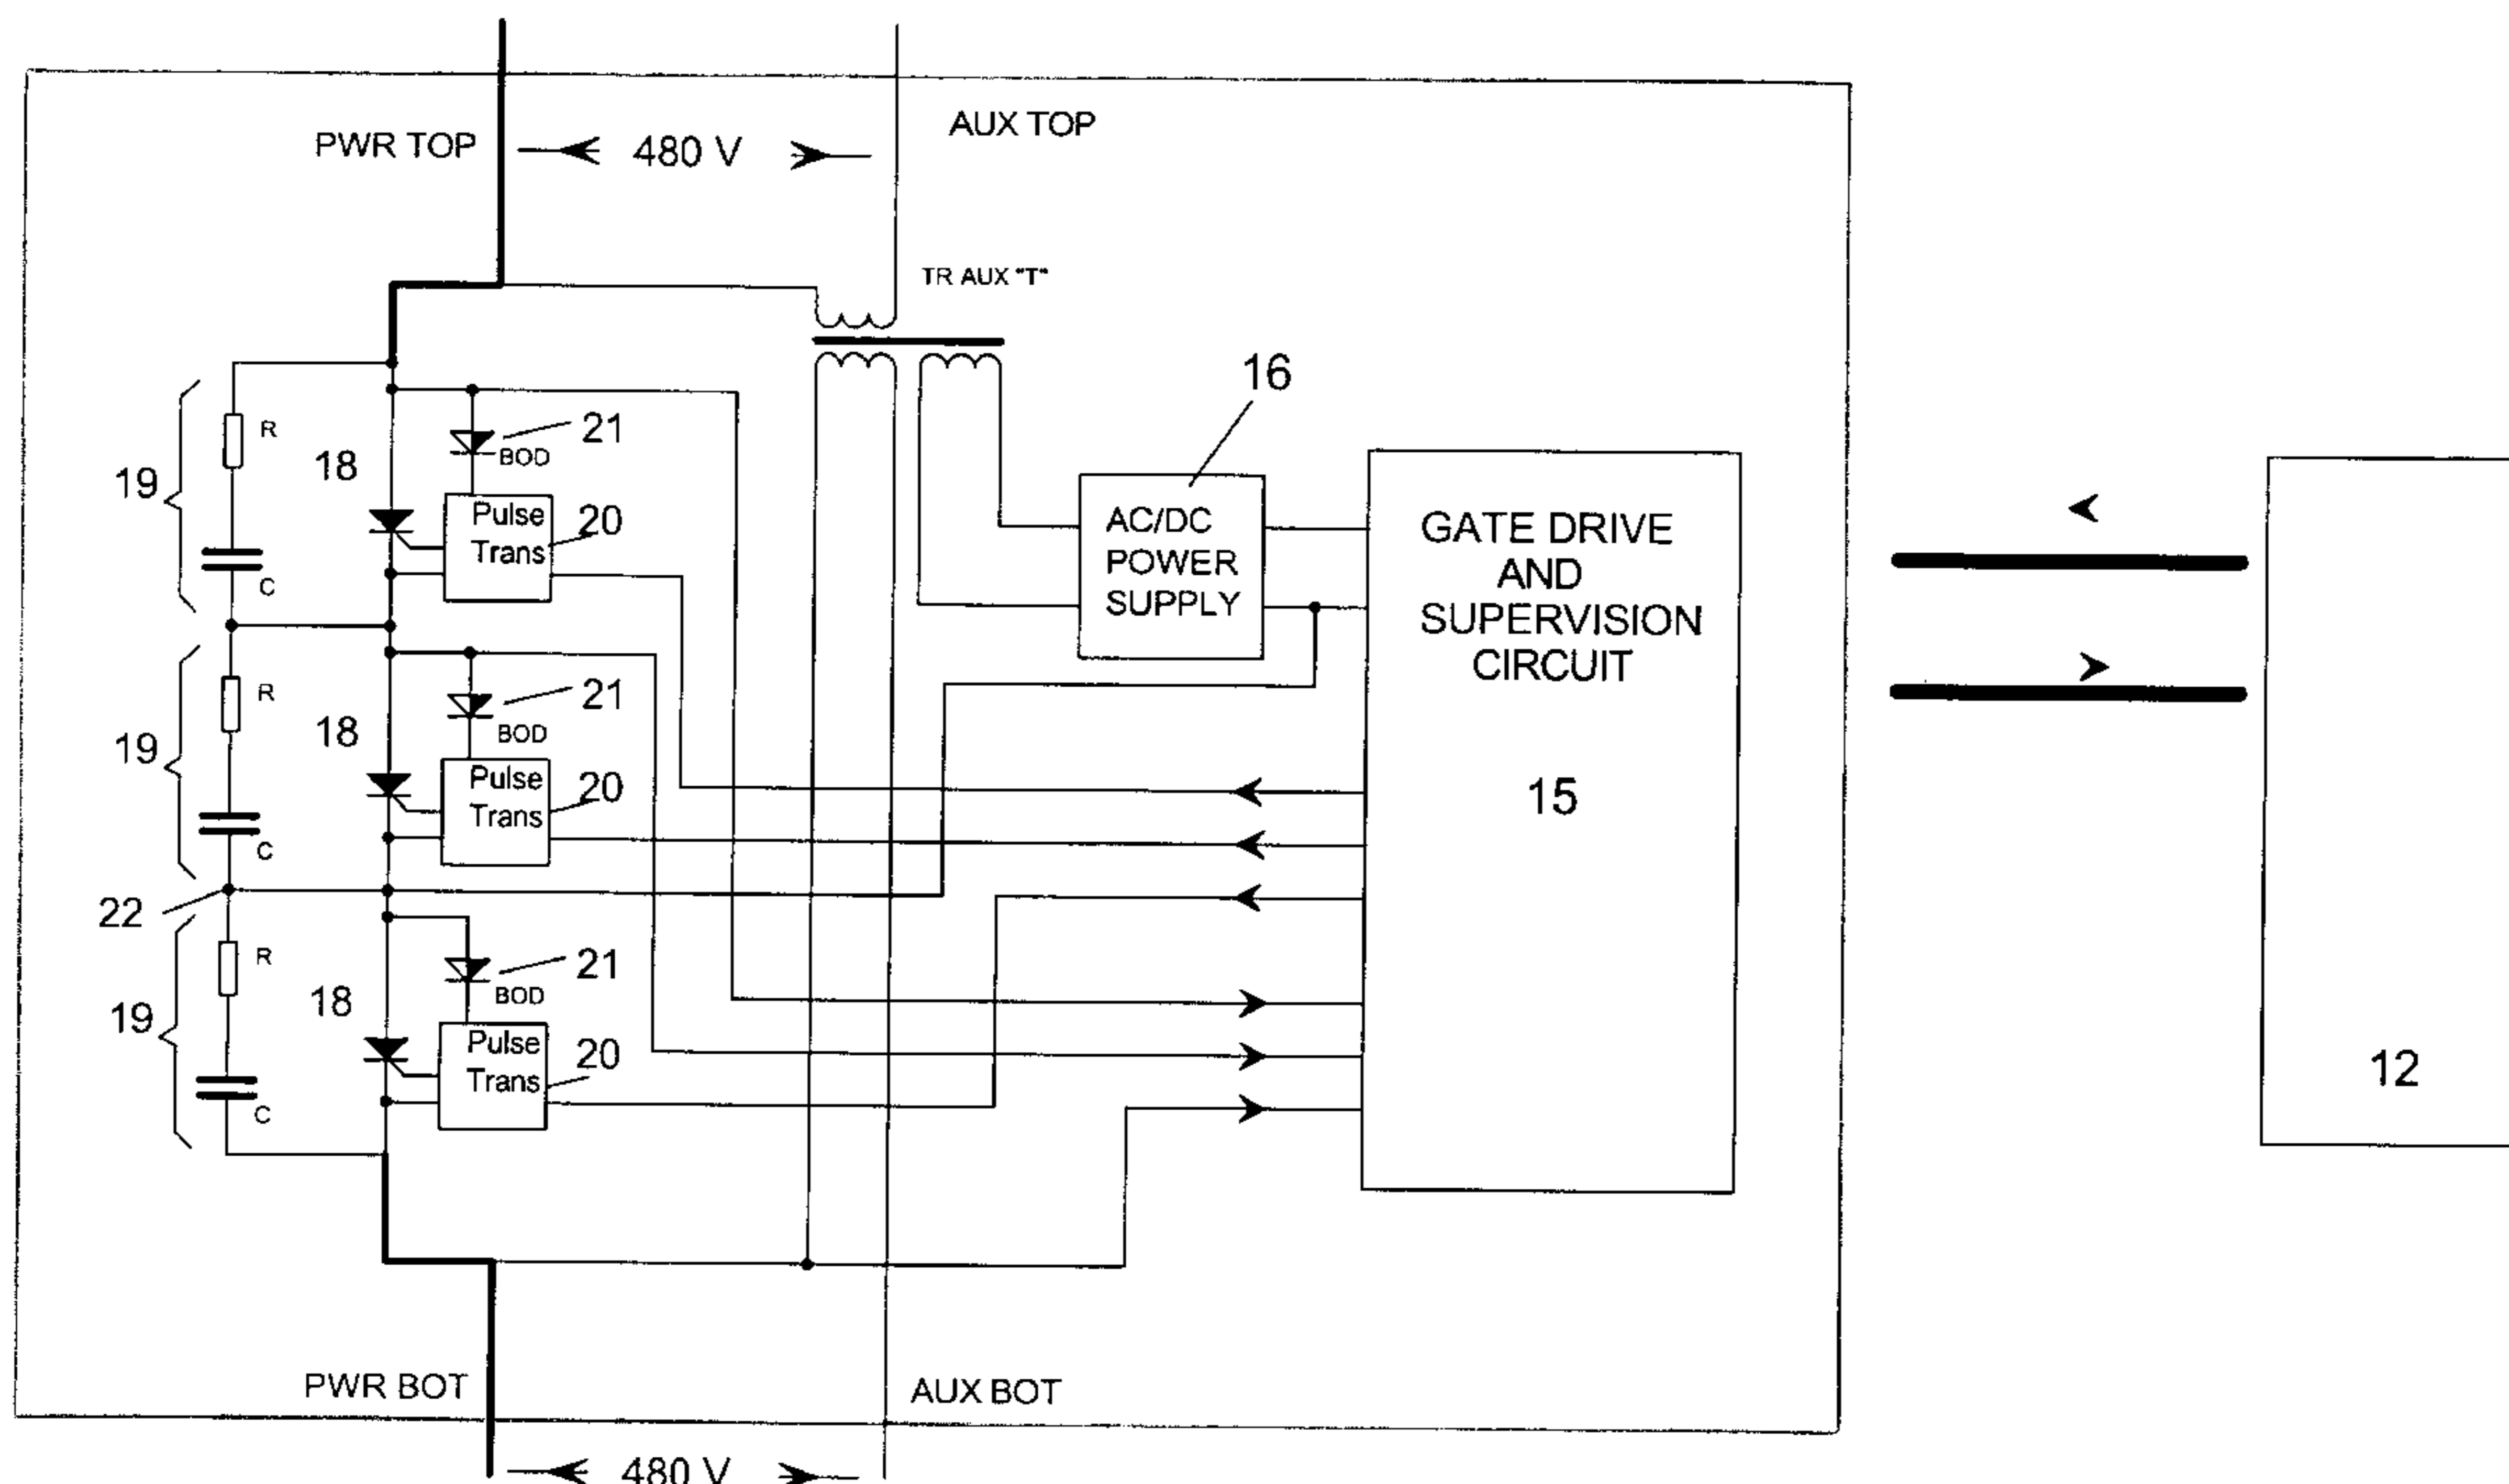 AUX TOP
PWR TOP
480 V
TR AUX "T"
16
R
21
BOD
18
19
Pulse
Trans
20
C
AC/DC
POWER
SUPPLY
GATE DRIVE
AND
SUPERVISION
CIRCUIT
15
R
21
BOD
18
19
Pulse
Trans
20
C
22
R
21
BOD
18
19
Pulse
Trans
20
C
12
PWR BOT
AUX BOT
480 V